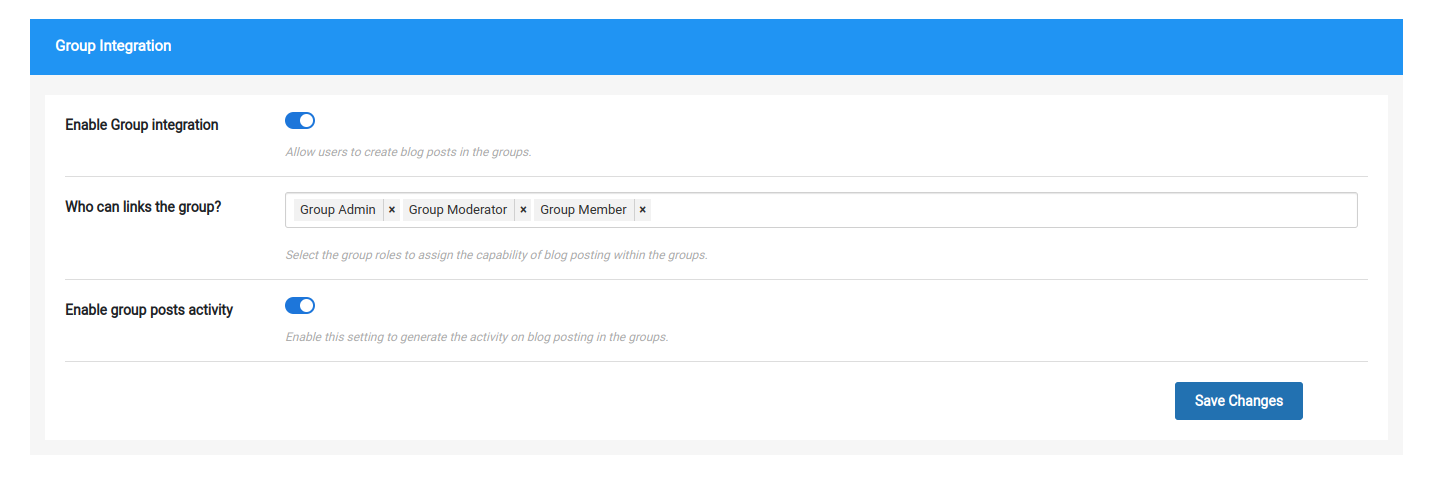 Group Integration
Enable Group integration
Allow users to create blog posts in the groups.
Who can links the group?
Group Admin × Group Moderator × Group Member ×
Select the group roles to assign the capability of blog posting within the groups.
Enable group posts activity
Enable this setting to generate the activity on blog posting in the groups.
Save Changes